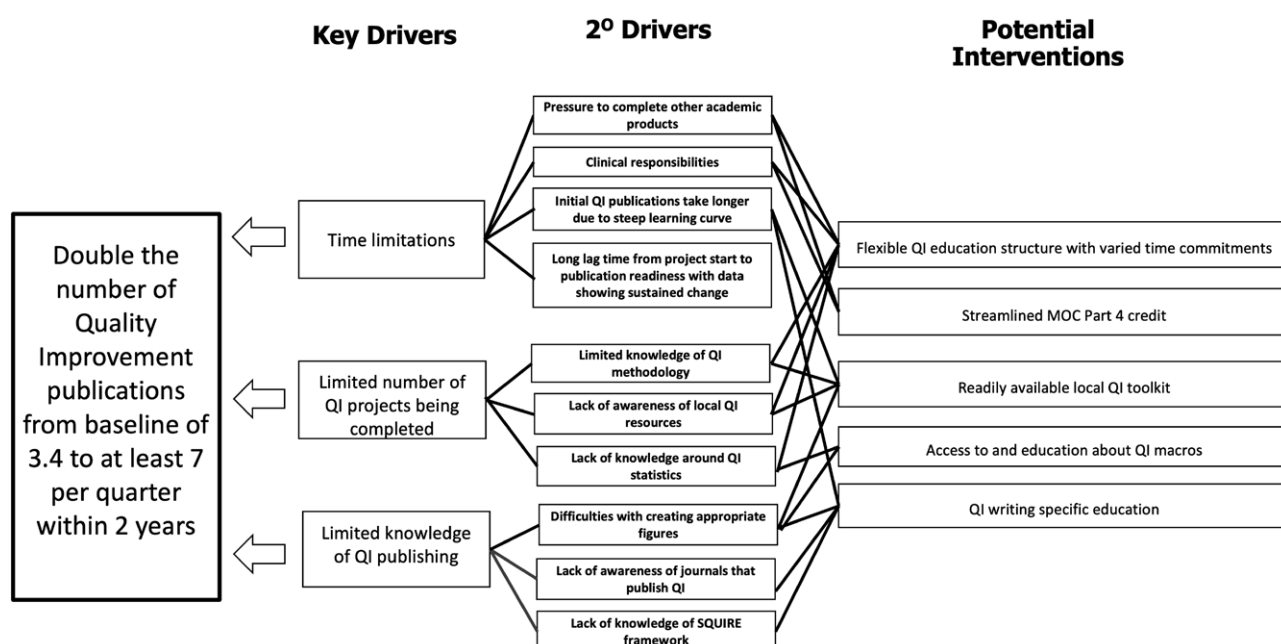 Key Drivers
2⁰ Drivers
Potential
Interventions
Double the
number of
Quality
Improvement
publications
from baseline of
3.4 to at least 7
per quarter
within 2 years
Time limitations
Limited number of
QI projects being
completed
Limited knowledge
of QI publishing
Pressure to complete other academic
products
Clinical responsibilities
Initial QI publications take longer
due to steep learning curve
Long lag time from project start to
publication readiness with data
showing sustained change
Limited knowledge of QI
methodology
Lack of awareness of local QI
resources
Lack of knowledge around QI
statistics
Difficulties with creating appropriate
figures
Lack of awareness of journals that
publish QI
Lack of knowledge of SQUIRE
framework
Flexible QI education structure with varied time commitments
Streamlined MOC Part 4 credit
Readily available local QI toolkit
Access to and education about QI macros
QI writing specific education